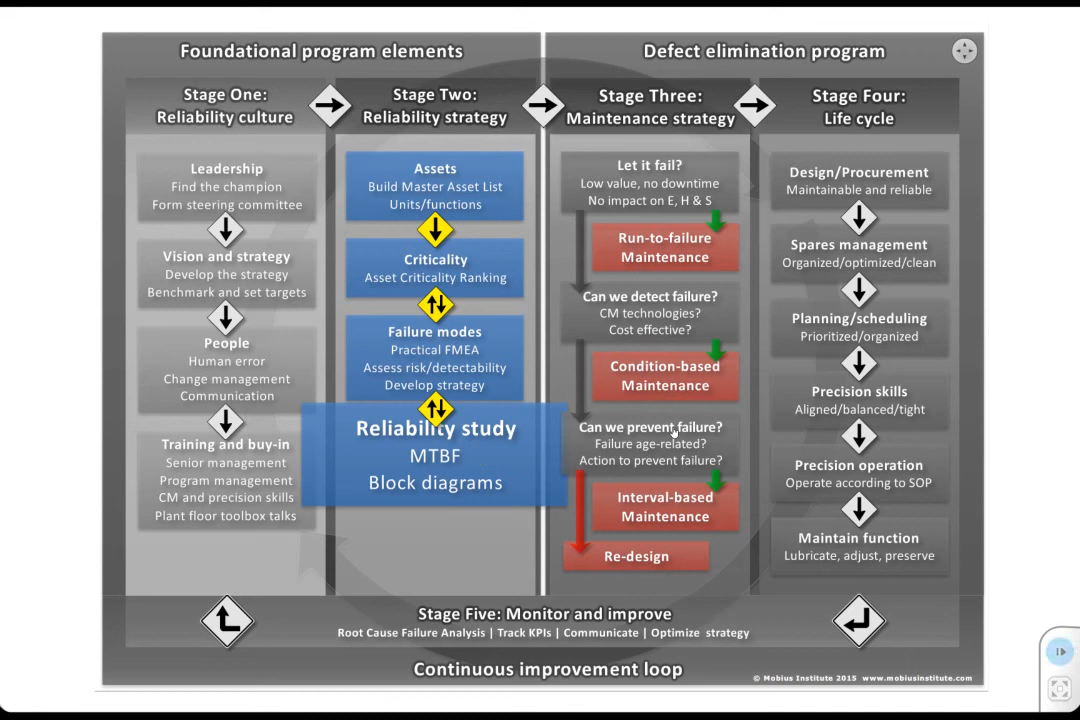 Foundational program elements
Defect elimination program
Stage One:
Reliability culture
Leadership
Find the champion
Form steering committee
Vision and strategy
Develop the strategy
Benchmark and set targets
People
Human error
Change management
Communication
Training and buy-in
Senior management
Program management
CM and precision skills
Plant floor toolbox talks
Stage Two:
Reliability strategy
Assets
Build Master Asset List
Units/functions
Criticality
Asset Criticality Ranking
Failure modes
Practical FMEA
Assess risk/detectability
Develop strategy
Reliability study
MTBF
Block diagrams
Stage Three:
Maintenance strategy
Let it fail?
Low value, no downtime
No impact on E, H & S
Run-to-failure
Maintenance
Can we detect failure?
CM technologies?
Cost effective?
Condition-based
Maintenance
Can we prevent failure?
Failure age-related?
Action to prevent failure?
Interval-based
Maintenance
Re-design
Stage Four:
Life cycle
Design/Procurement
Maintainable and reliable
Spares management
Organized/optimized/clean
Planning/scheduling
Prioritized/organized
Precision skills
Aligned/balanced/tight
Precision operation
Operate according to SOP
Maintain function
Lubricate, adjust, preserve
Stage Five: Monitor and improve
Root Cause Failure Analysis | Track KPIs | Communicate | Optimize strategy
Continuous improvement loop
© Mobius Institute 2015 www.mobiusinstitute.com